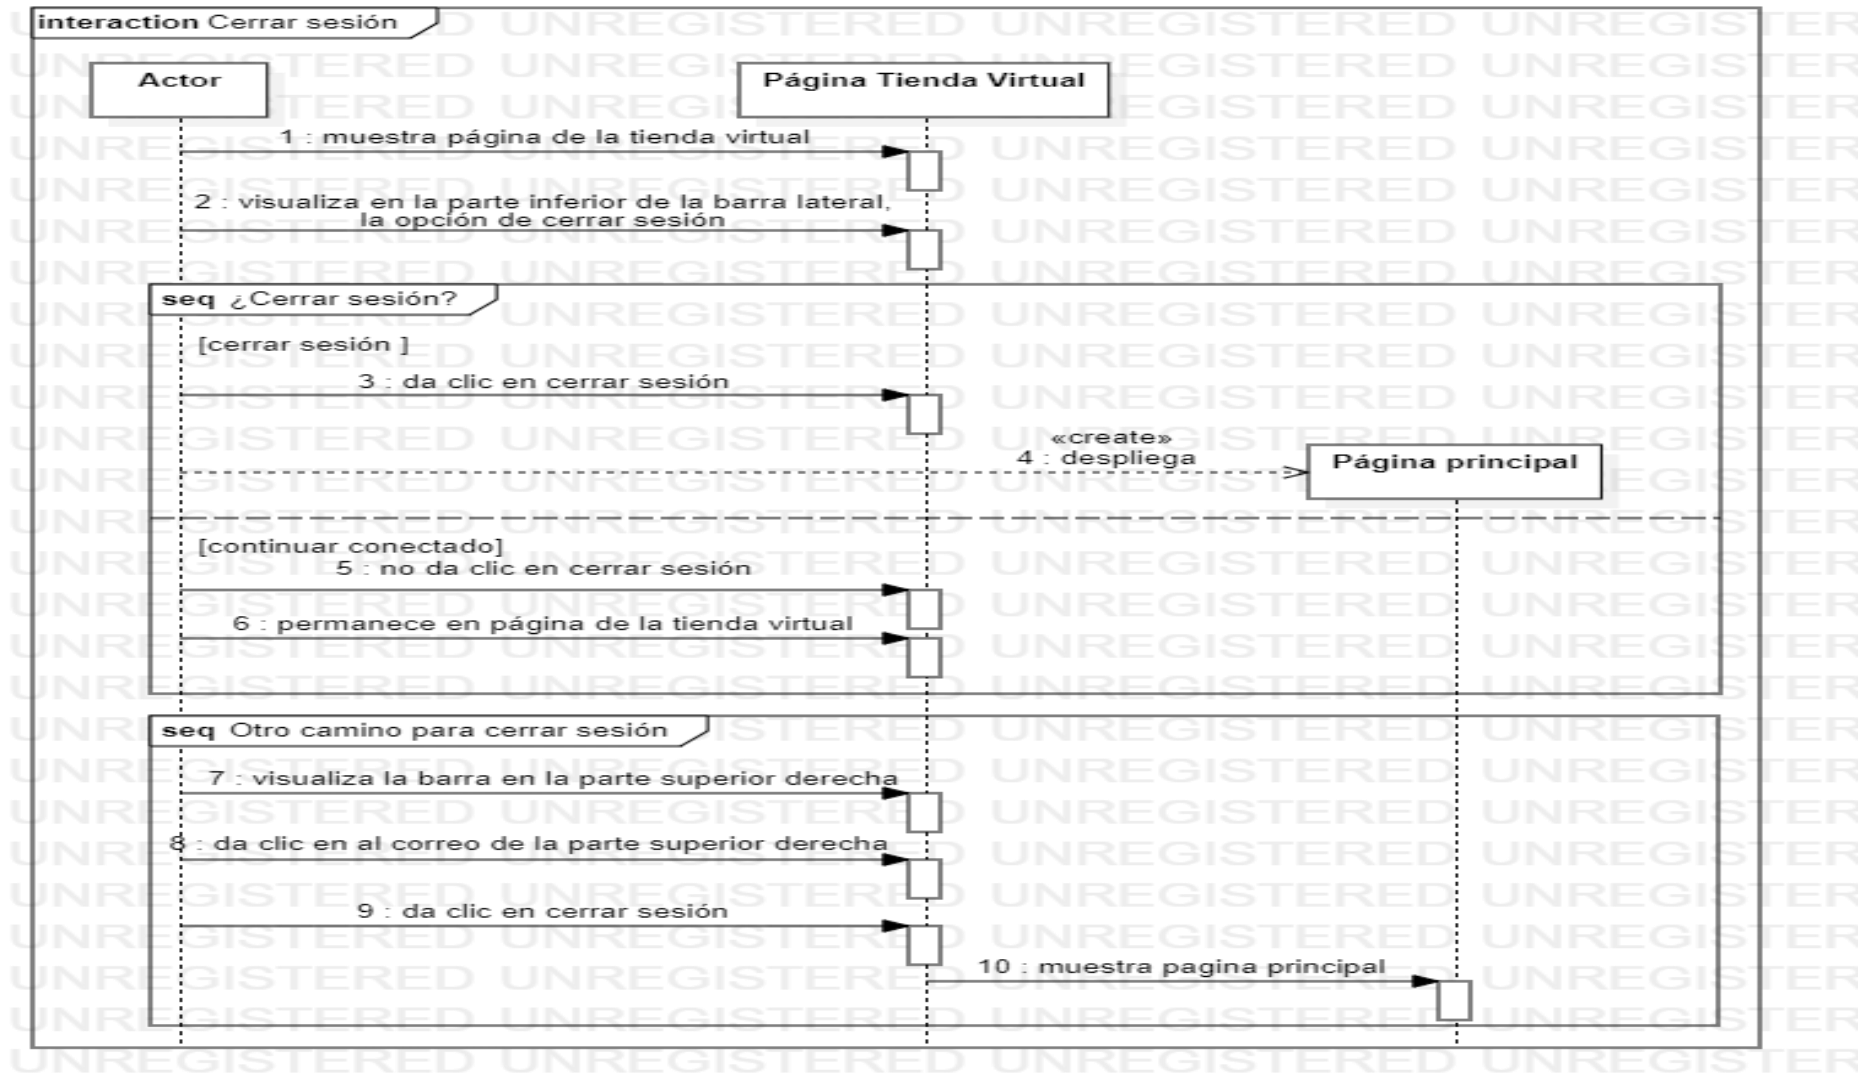 interaction Cerrar sesión
Actor
Página Tienda Virtual
1 : muestra página de la tienda virtual
2 : visualiza en la parte inferior de la barra lateral,
la opción de cerrar sesión
seq ¿Cerrar sesión?
[cerrar sesión ]
3 : da clic en cerrar sesión
«create»
4 : despliega
Página principal
[continuar conectado]
5 : no da clic en cerrar sesión
6 : permanece en página de la tienda virtual
seq Otro camino para cerrar sesión
7 : visualiza la barra en la parte superior derecha
8 : da clic en al correo de la parte superior derecha
9 : da clic en cerrar sesión
10 : muestra pagina principal
UNREGISTERED